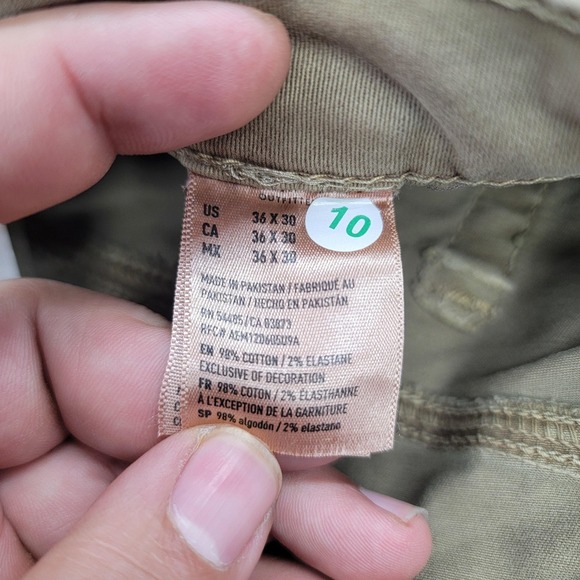 US 36 X 30
CA 36 X 30
MX 36 X 30
10
MADE IN PAKISTAN / FABRIQUÉ AU
PAKISTAN / HECHO EN PAKISTÁN
RN 54485 / CA 03073
RFC# AEM120605U9A
EN 98% COTTON / 2% ELASTANE
EXCLUSIVE OF DECORATION
FR 98% COTON / 2% ÉLASTHANNE
À L'EXCEPTION DE LA GARNITURE
SP 98% algodón / 2% elastano